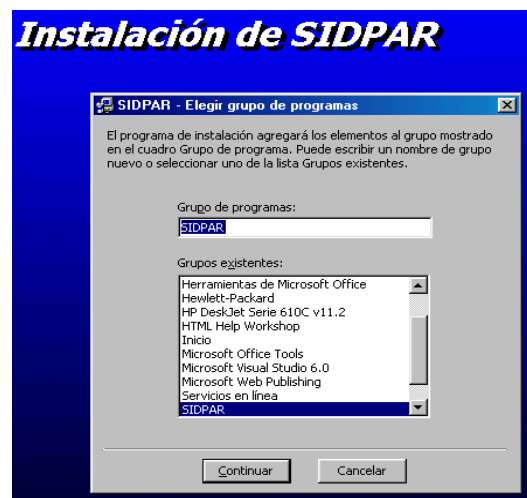 Instalación de SIDPAR
SIDPAR - Elegir grupo de programas
El programa de instalación agregará los elementos al grupo mostrado
en el cuadro Grupo de programa. Puede escribir un nombre de grupo
nuevo o seleccionar uno de la lista Grupos existentes.
Grupo de programas:
SIDPAR
Grupos existentes:
Herramientas de Microsoft Office
Hewlett-Packard
HP DeskJet Serie 610C v11.2
HTML Help Workshop
Inicio
Microsoft Office Tools
Microsoft Visual Studio 6.0
Microsoft Web Publishing
Servicios en línea
SIDPAR
Continuar
Cancelar